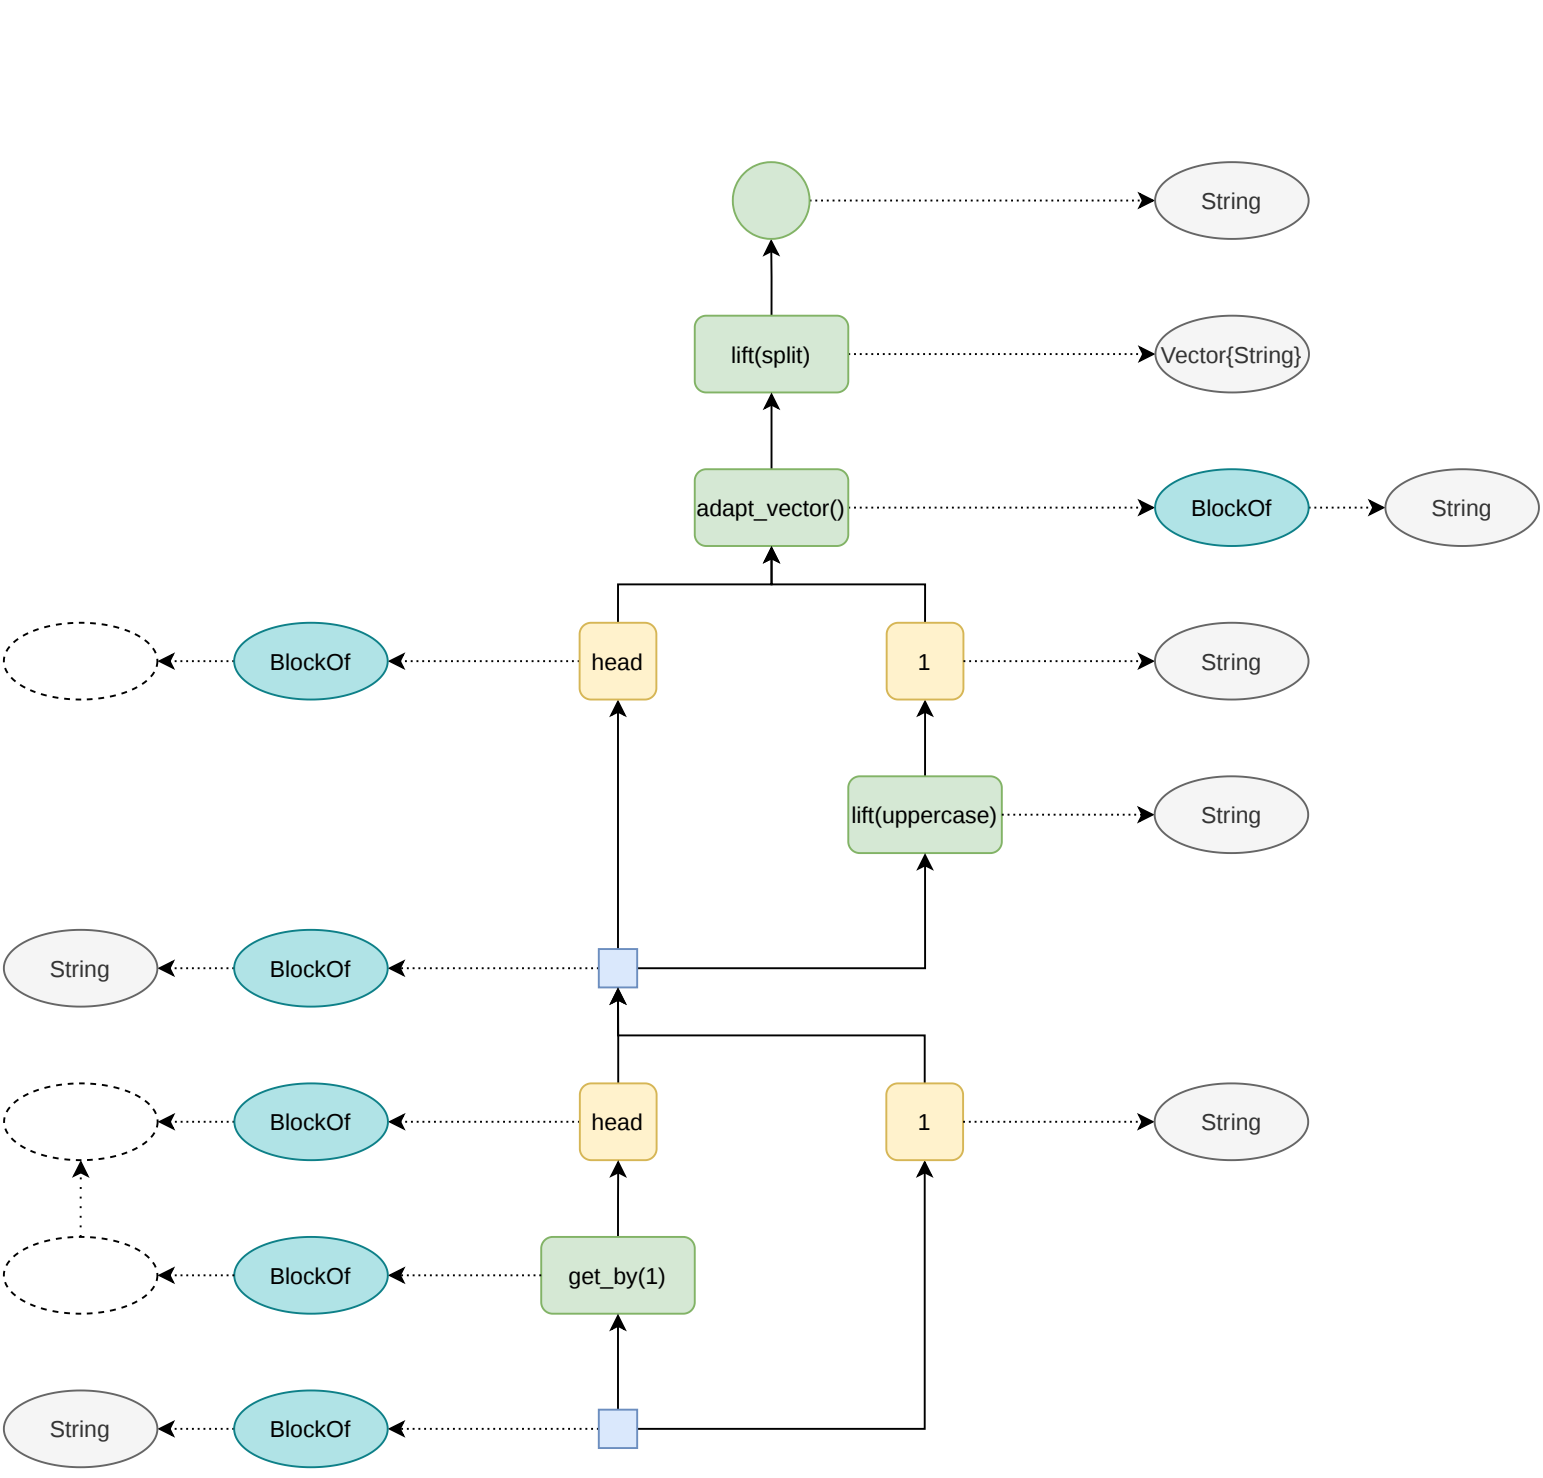 String
lift(split)
Vector{String}
adapt_vector()
BlockOf
String
BlockOf
head
1
String
lift(uppercase)
String
String
BlockOf
BlockOf
head
1
String
BlockOf
get_by(1)
String
BlockOf